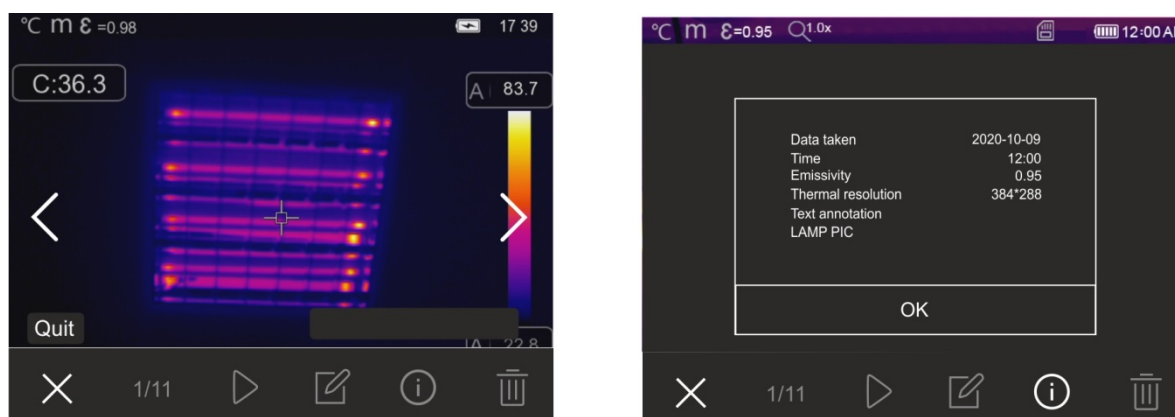 °C m ε =0.98 17 39
C:36.3
A 83.7
Quit
A 22.8
1/11
°C m ε=0.95 1.0x 12:00 A
Data taken 2020-10-09
Time 12:00
Emissivity 0.95
Thermal resolution 384*288
Text annotation
LAMP PIC
OK
1/11